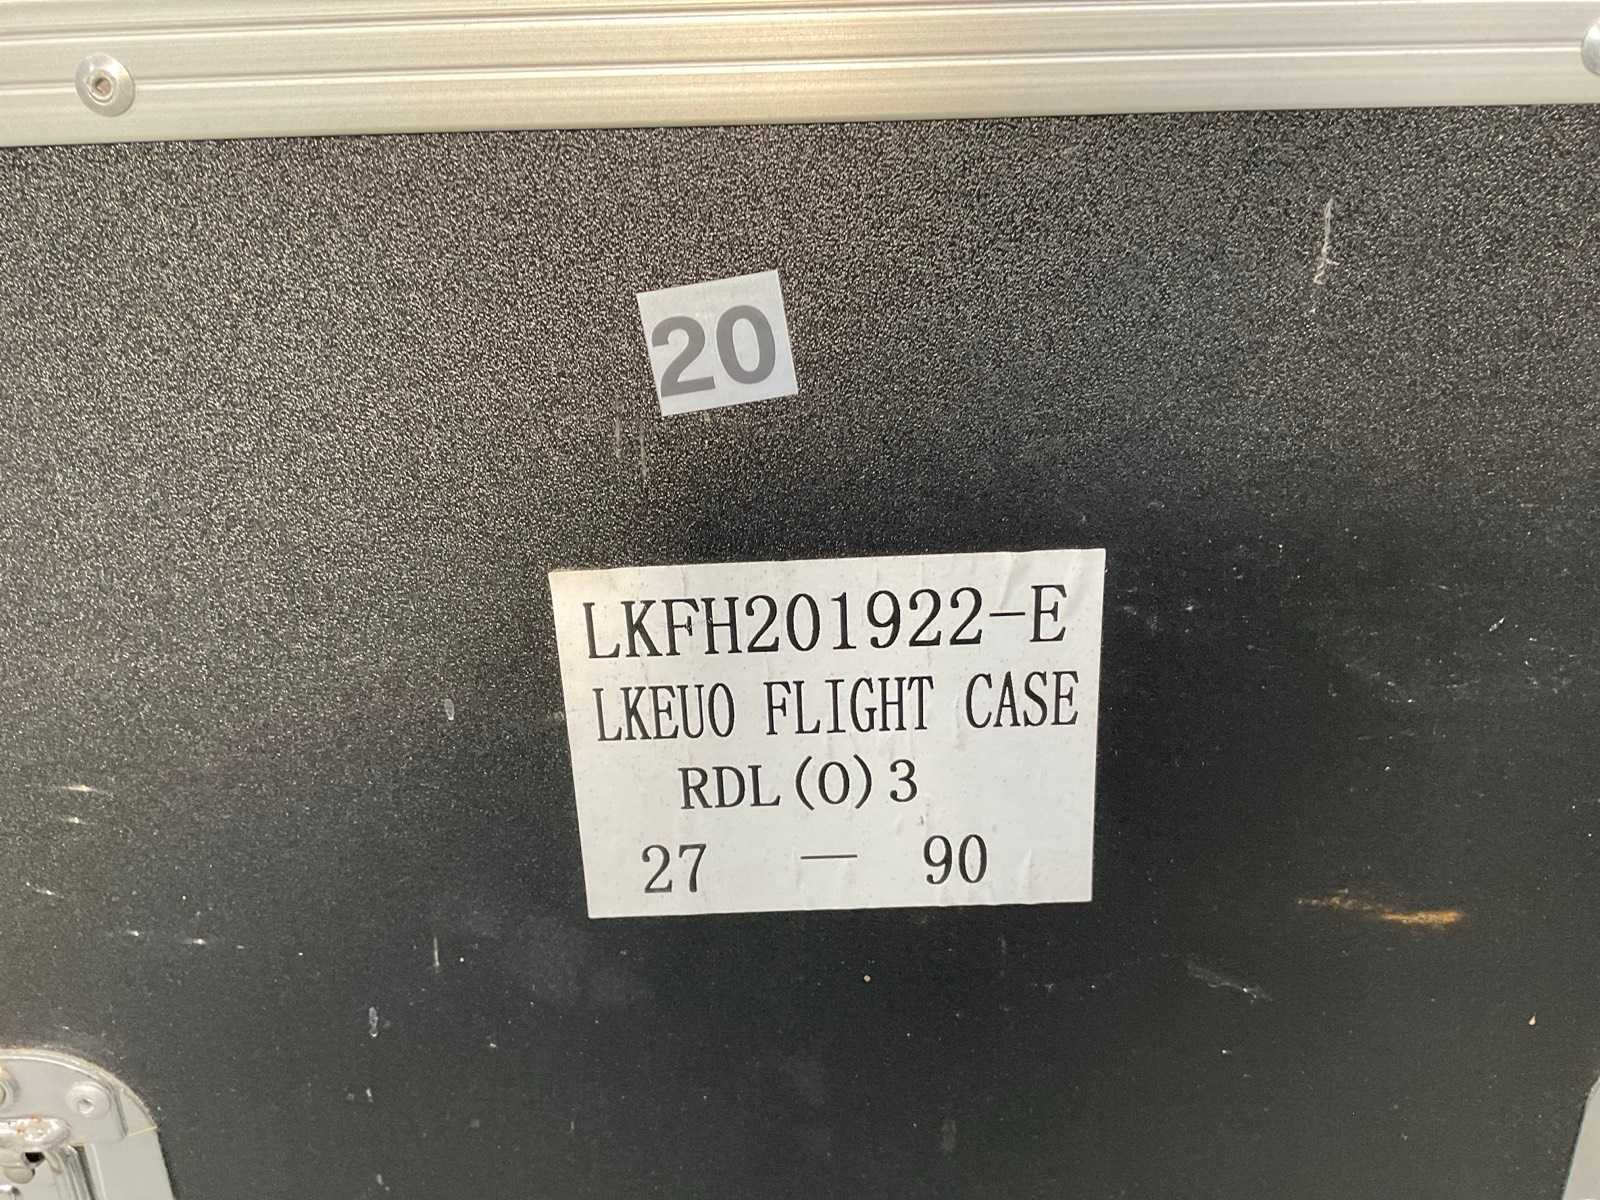 20
LKFH201922-E
LKEUO FLIGHT CASE
RDL(O)3
27 — 90